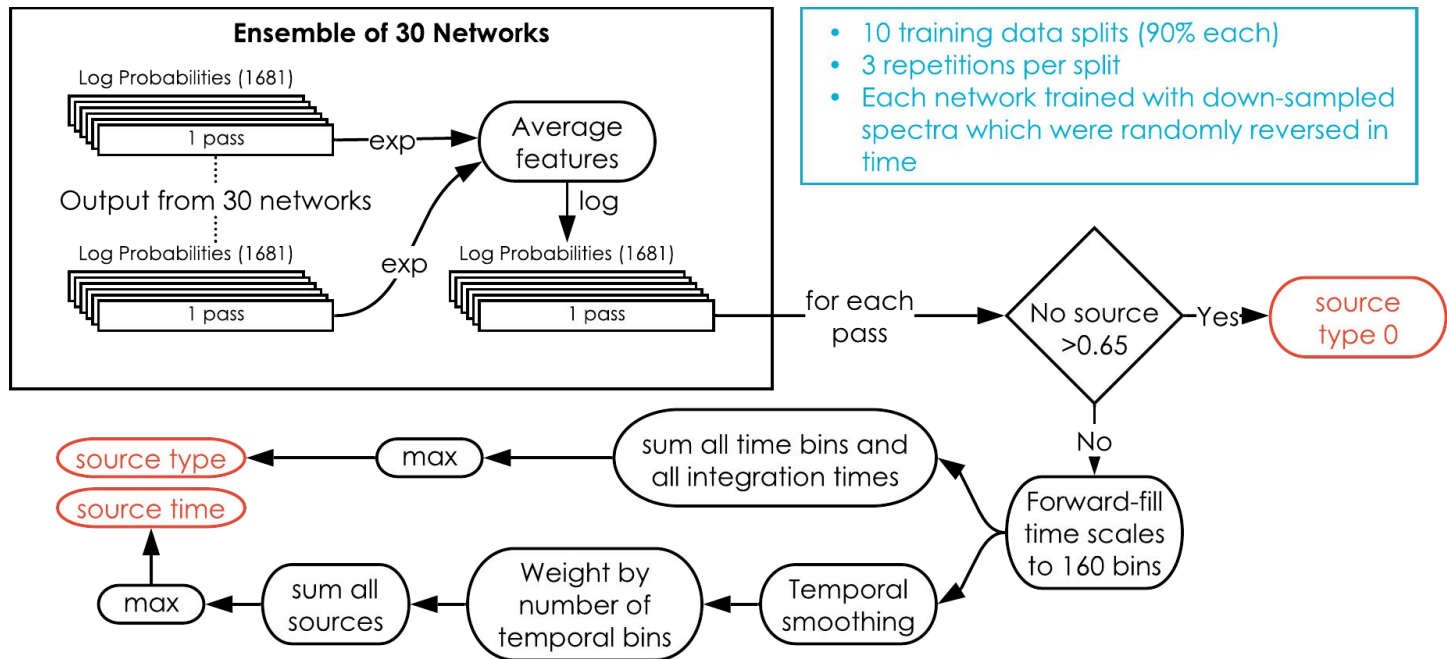 Ensemble of 30 Networks
Log Probabilities (1681)
1 pass
exp
Average
features
Output from 30 networks
log
Log Probabilities (1681)
1 pass
exp
Log Probabilities (1681)
1 pass
• 10 training data splits (90% each)
• 3 repetitions per split
• Each network trained with down-sampled
spectra which were randomly reversed in
time
for each
pass
No source
>0.65
Yes
source
type 0
No
Forward-fill
time scales
to 160 bins
sum all time bins and
all integration times
max
source type
Temporal
smoothing
Weight by
number of
temporal bins
sum all
sources
max
source time